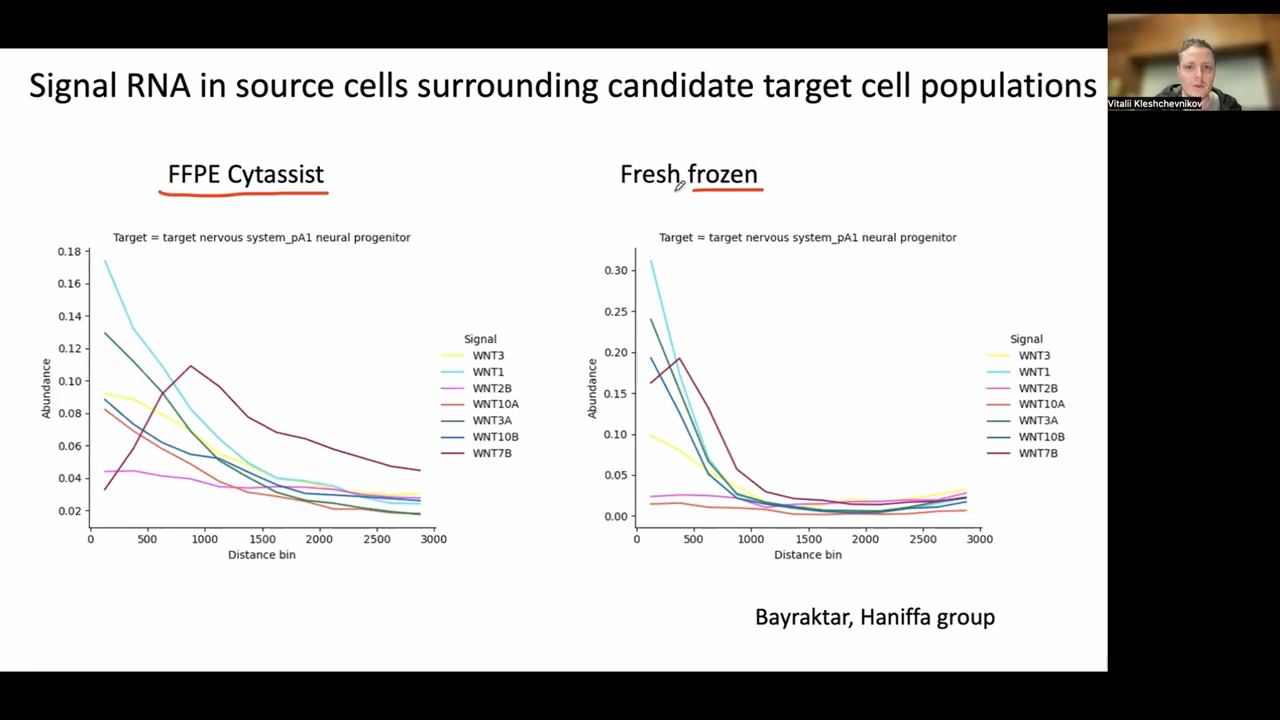 Signal RNA in source cells surrounding candidate target cell populations
Vitalii Kleshchevnikov
FFPE Cytassist
Fresh frozen
Target = target nervous system_pA1 neural progenitor
0.18
0.16
0.14
0.12
0.10
0.08
0.06
0.04
0.02
Abundance
0
500
1000
1500
2000
2500
3000
Distance bin
Signal
WNT3
WNT1
WNT2B
WNT10A
WNT3A
WNT10B
WNT7B
Target = target nervous system_pA1 neural progenitor
0.30
0.25
0.20
0.15
0.10
0.05
0.00
Abundance
0
500
1000
1500
2000
2500
3000
Distance bin
Signal
WNT3
WNT1
WNT2B
WNT10A
WNT3A
WNT10B
WNT7B
Bayraktar, Haniffa group